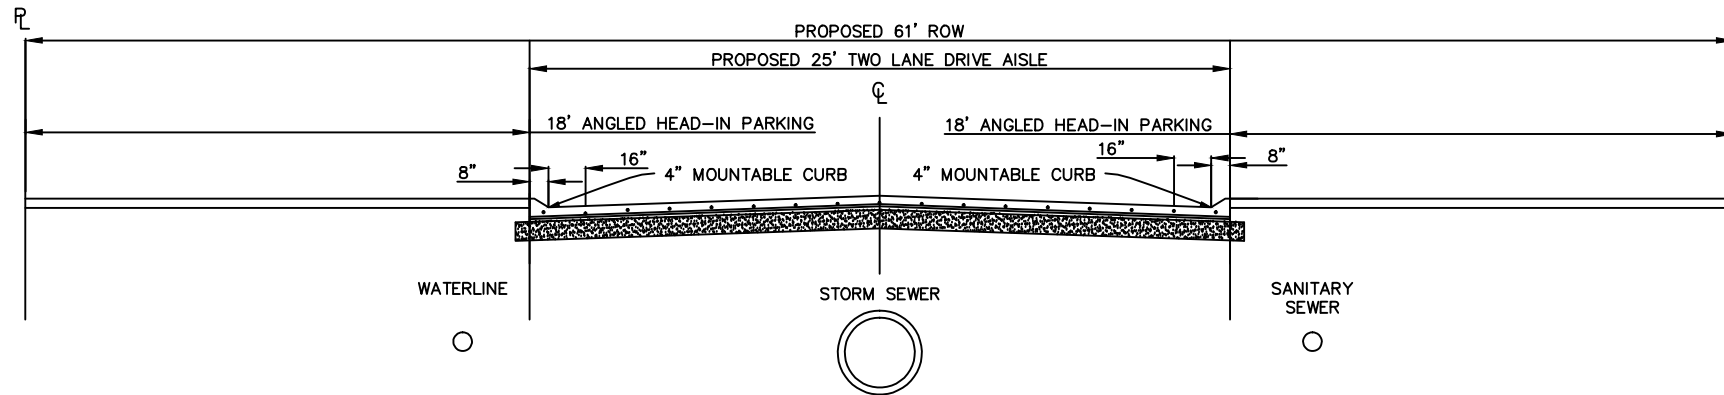 PL
PROPOSED 61' ROW
PROPOSED 25' TWO LANE DRIVE AISLE
CL
18' ANGLED HEAD-IN PARKING
18' ANGLED HEAD-IN PARKING
8"
16"
4" MOUNTABLE CURB
4" MOUNTABLE CURB
16"
8"
WATERLINE
STORM SEWER
SANITARY
SEWER